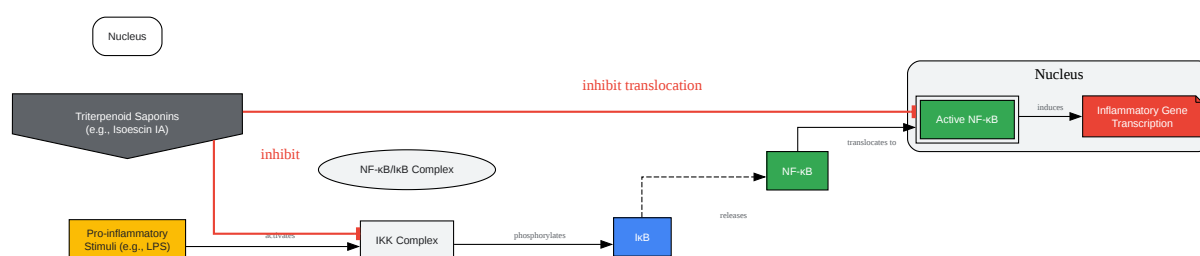 Nucleus
Nucleus
inhibit translocation
Triterpenoid Saponins
(e.g., Isoescin IA)
Active NF-κB
induces
Inflammatory Gene
Transcription
translocates to
inhibit
NF-κB/IκB Complex
NF-κB
releases
Pro-inflammatory
Stimuli (e.g., LPS)
activates
IKK Complex
phosphorylates
IκB